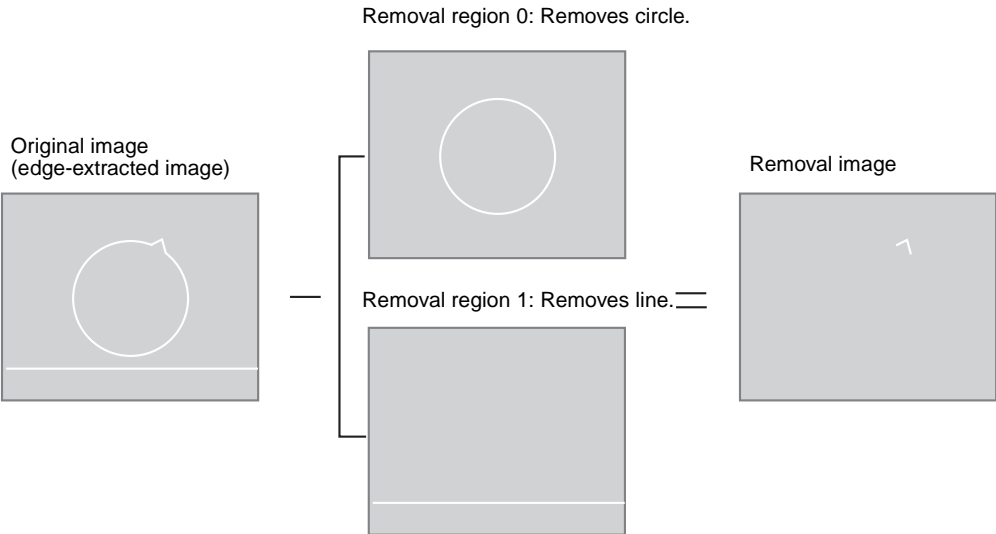 Removal region 0: Removes circle.
Original image
(edge-extracted image)
Removal image
Removal region 1: Removes line.